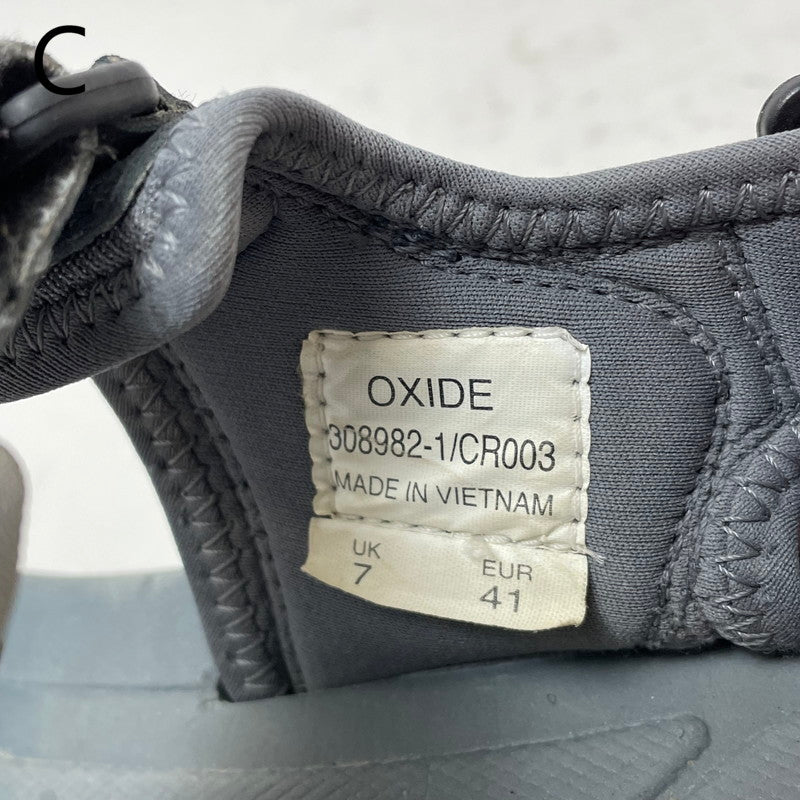 C
OXIDE
308982-1/CR003
MADE IN VIETNAM
UK EUR
7 41